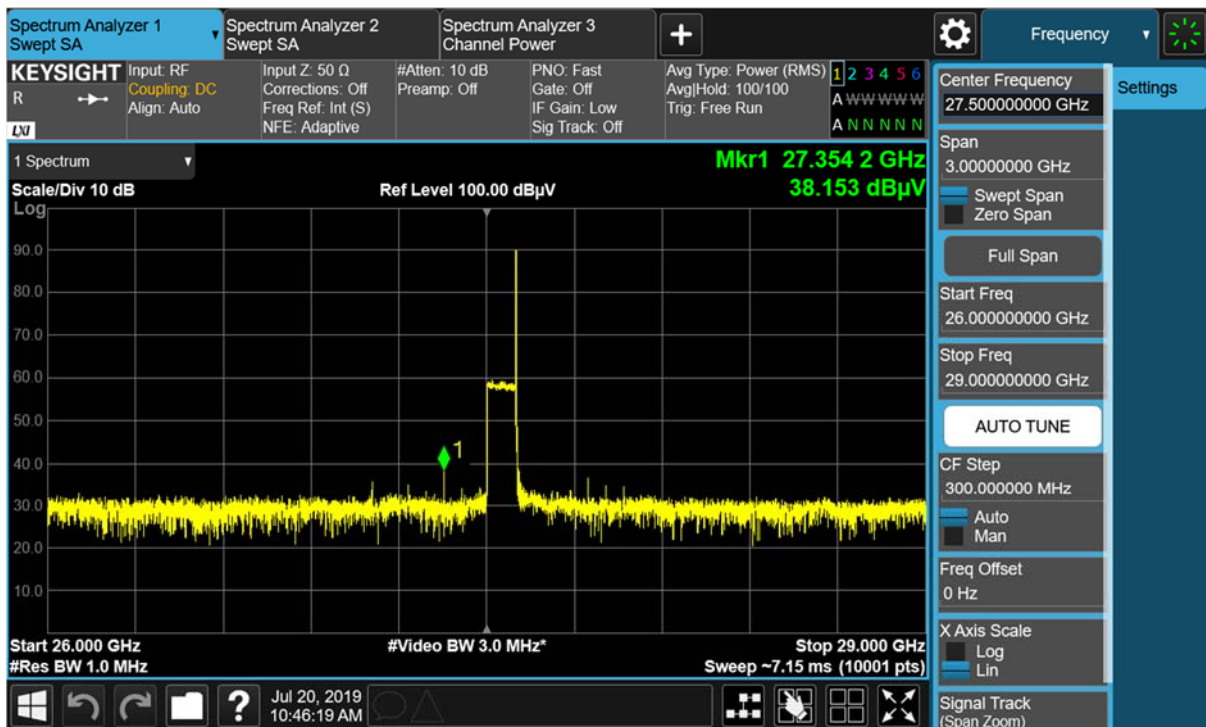 Spectrum Analyzer 1
Swept SA
Spectrum Analyzer 2
Swept SA
Spectrum Analyzer 3
Channel Power
+
Frequency
KEYSIGHT
R
LXI
Input: RF
Coupling: DC
Align: Auto
Input Z: 50 Ω
Corrections: Off
Freq Ref: Int (S)
NFE: Adaptive
#Atten: 10 dB
Preamp: Off
PNO: Fast
Gate: Off
IF Gain: Low
Sig Track: Off
Avg Type: Power (RMS)
Avg|Hold: 100/100
Trig: Free Run
1 2 3 4 5 6
A W W W W W
A N N N N N
1 Spectrum
Scale/Div 10 dB
Log
Ref Level 100.00 dBµV
Mkr1 27.354 2 GHz
38.153 dBµV
90.0
70.0
60.0
50.0
40.0
30.0
20.0
10.0
1
Start 26.000 GHz
#Res BW 1.0 MHz
#Video BW 3.0 MHz*
Stop 29.000 GHz
Sweep ~7.15 ms (10001 pts)
?
Jul 20, 2019
10:46:19 AM
Center Frequency
27.500000000 GHz
Settings
Span
3.00000000 GHz
Swept Span
Zero Span
Full Span
Start Freq
26.000000000 GHz
Stop Freq
29.000000000 GHz
AUTO TUNE
CF Step
300.000000 MHz
Auto
Man
Freq Offset
0 Hz
X Axis Scale
Log
Lin
Signal Track
(Span Zoom)